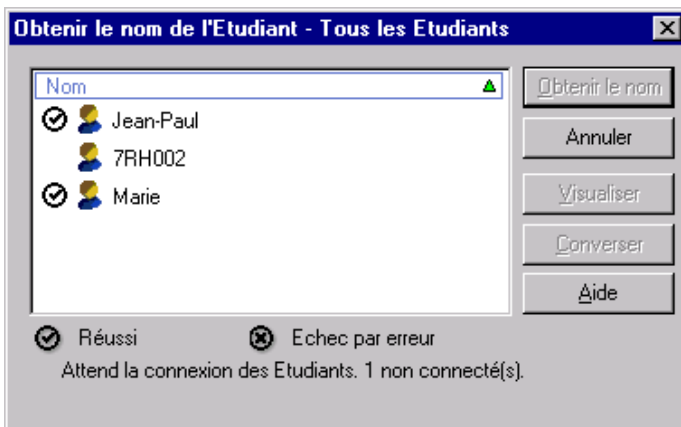 Obtenir le nom de l'Etudiant - Tous les Etudiants
Nom
Jean-Paul
7RH002
Marie
Obtenir le nom
Annuler
Visualiser
Converser
Aide
Réussi
Echec par erreur
Attend la connexion des Etudiants. 1 non connecté(s).